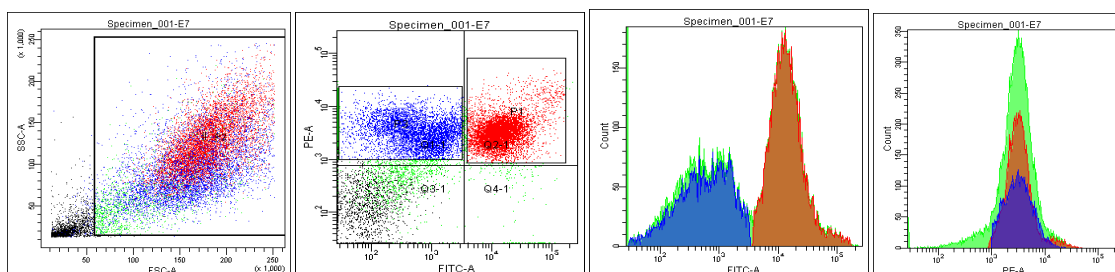 Specimen_001-E7
(x 1,000)
250
200
150
100
50
SSC-A
50 100 150 200 250
FSC-A
(x 1,000)
Specimen_001-E7
10^5
10^4
10^3
10^2
PE-A
P1
Q2-1
Q3-1
Q4-1
10^2 10^3 10^4 10^5
FITC-A
Specimen_001-E7
Count
0 50 100 150
10^2 10^3 10^4 10^5
FITC-A
Specimen_001-E7
Count
0 50 100 150 200 250 300 350
10^2 10^3 10^4 10^5
PE-A